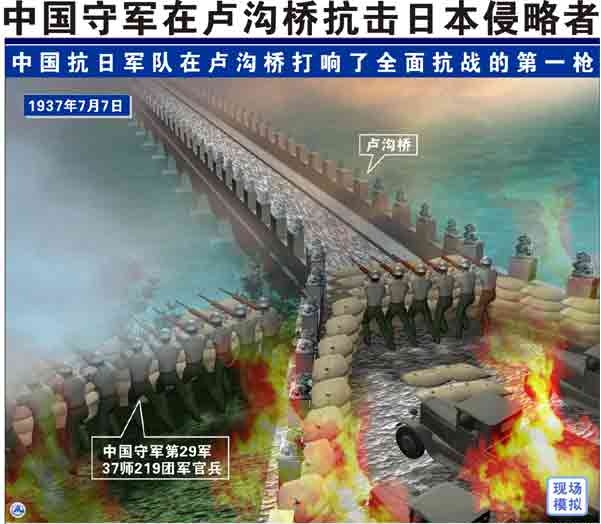 中国守军在卢沟桥抗击日本侵略者
中国抗日军队在卢沟桥打响了全面抗战的第一枪
1937年7月7日
卢沟桥
中国守军第29军
37师219团军官兵
现场
模拟